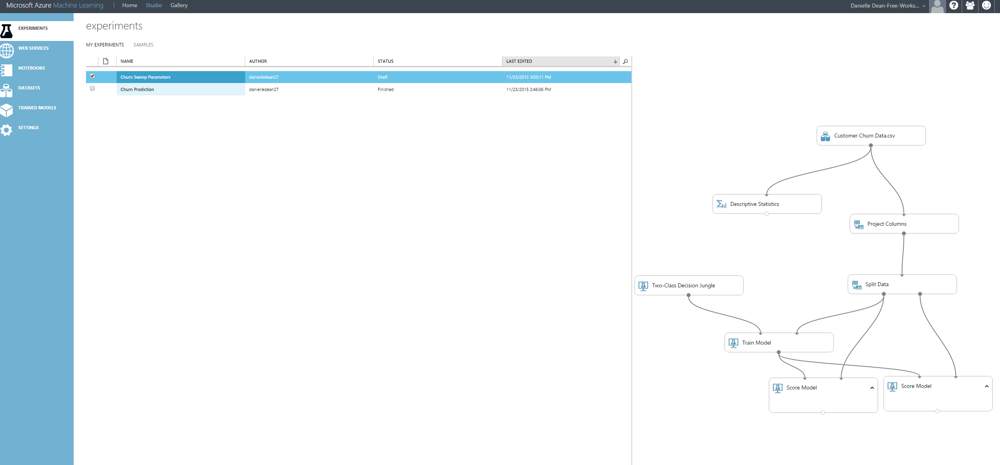 Microsoft Azure Machine Learning | Home Studio Gallery Danielle Dean-Free-Works...
EXPERIMENTS
WEB SERVICES
NOTEBOOKS
DATASETS
TRAINED MODELS
SETTINGS
experiments
MY EXPERIMENTS SAMPLES
NAME AUTHOR STATUS LAST EDITED
Churn Sweep Parameters danielledean27 Draft 11/23/2015 3:05:11 PM
Churn Prediction danielledean27 Finished 11/23/2015 2:46:06 PM
Customer Churn Data.csv
Descriptive Statistics
Project Columns
Two-Class Decision Jungle
Split Data
Train Model
Score Model
Score Model